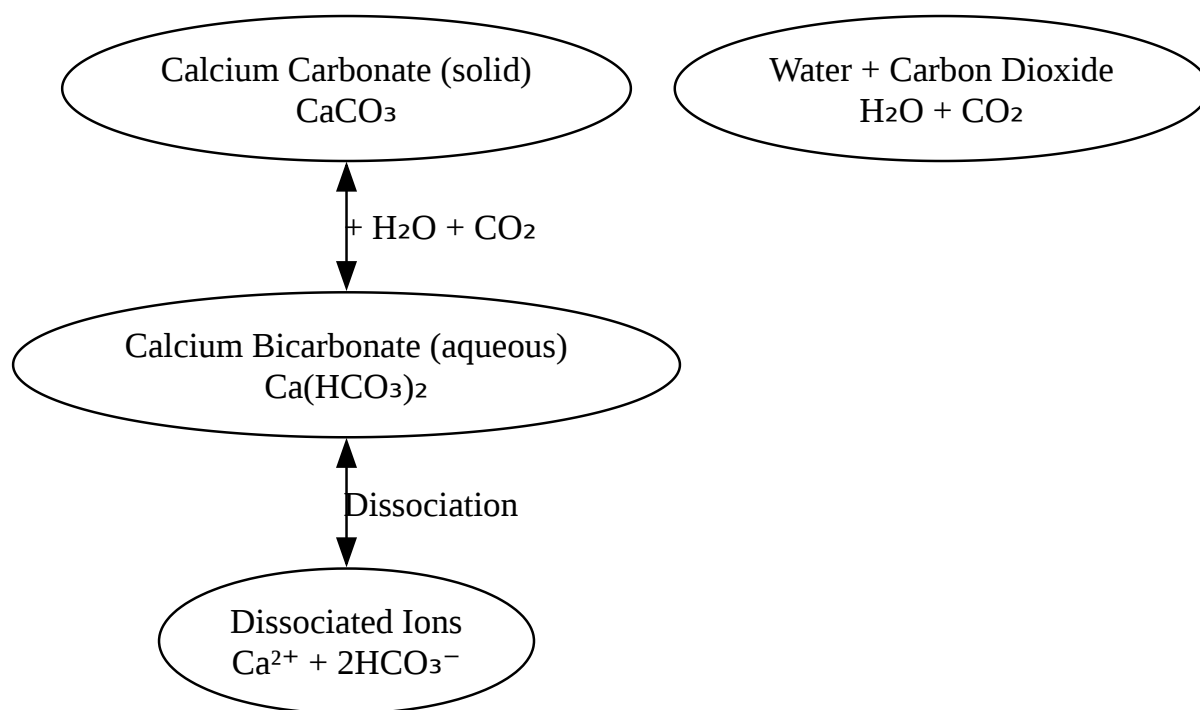 Calcium Carbonate (solid)
CaCO₃
Water + Carbon Dioxide
H₂O + CO₂
+ H₂O + CO₂
Calcium Bicarbonate (aqueous)
Ca(HCO₃)₂
Dissociation
Dissociated Ions
Ca²⁺ + 2HCO₃⁻